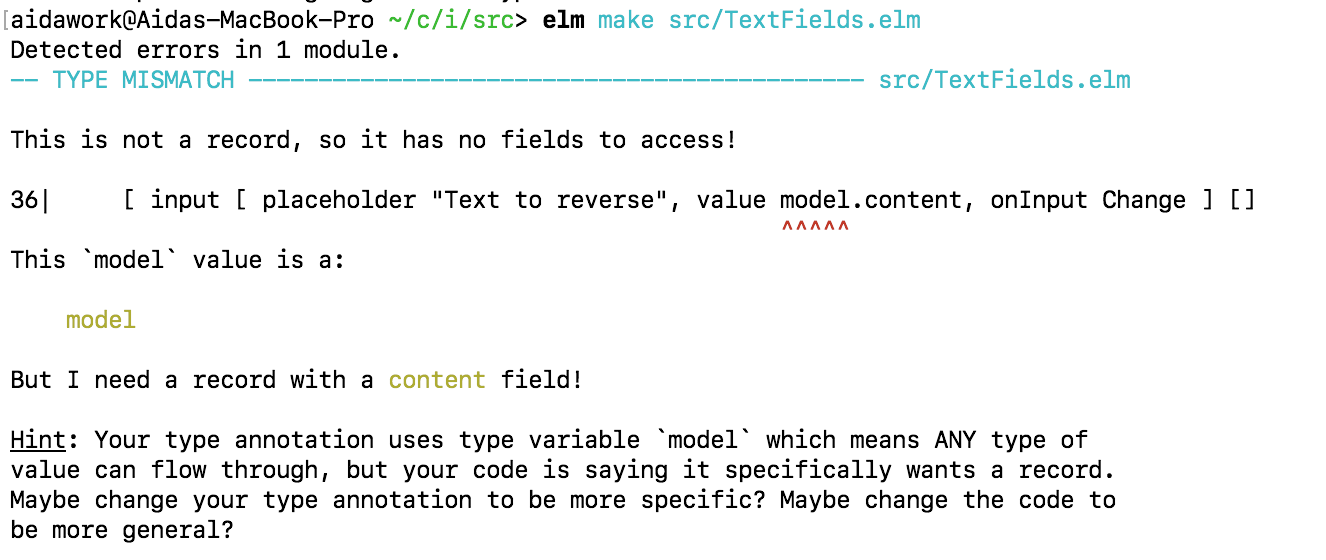 [aidawork@Aidas-MacBook-Pro ~/c/i/src> elm make src/TextFields.elm
Detected errors in 1 module.
-- TYPE MISMATCH -------------------------------------------- src/TextFields.elm
This is not a record, so it has no fields to access!
36|     [ input [ placeholder "Text to reverse", value model.content, onInput Change ] []
                                                       ^^^^^
This `model` value is a:
    model
But I need a record with a content field!
Hint: Your type annotation uses type variable `model` which means ANY type of
value can flow through, but your code is saying it specifically wants a record.
Maybe change your type annotation to be more specific? Maybe change the code to
be more general?